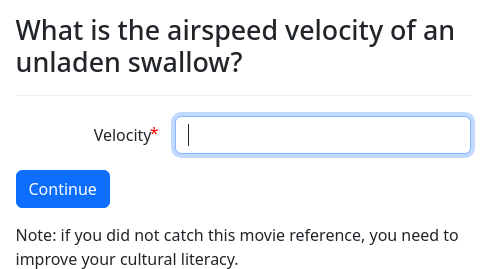 What is the airspeed velocity of an
unladen swallow?
Velocity*
Continue
Note: if you did not catch this movie reference, you need to
improve your cultural literacy.